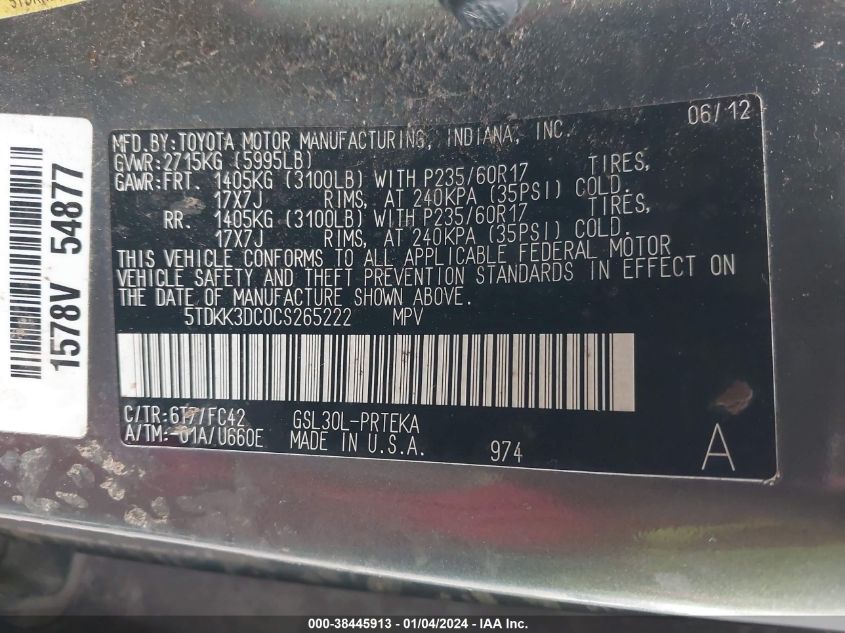 06/12
MFD.BY:TOYOTA MOTOR MANUFACTURING, INDIANA, INC.
GVWR:2715KG (5995LB)
GAWR:FRT. 1405KG (3100LB) WITH P235/60R17 TIRES,
17X7J RIMS, AT 240KPA (35PSI) COLD.
RR. 1405KG (3100LB) WITH P235/60R17 TIRES,
17X7J RIMS, AT 240KPA (35PSI) COLD.
THIS VEHICLE CONFORMS TO ALL APPLICABLE FEDERAL MOTOR
VEHICLE SAFETY AND THEFT PREVENTION STANDARDS IN EFFECT ON
THE DATE OF MANUFACTURE SHOWN ABOVE.
5TDKK3DC0CS265222 MPV
C/TR:6T7/FC42 GSL30L-PRTEKA
A/TM:-01A/U660E MADE IN U.S.A. 974 A
1578V 54877
000-38445913 - 01/04/2024 - IAA, Inc.